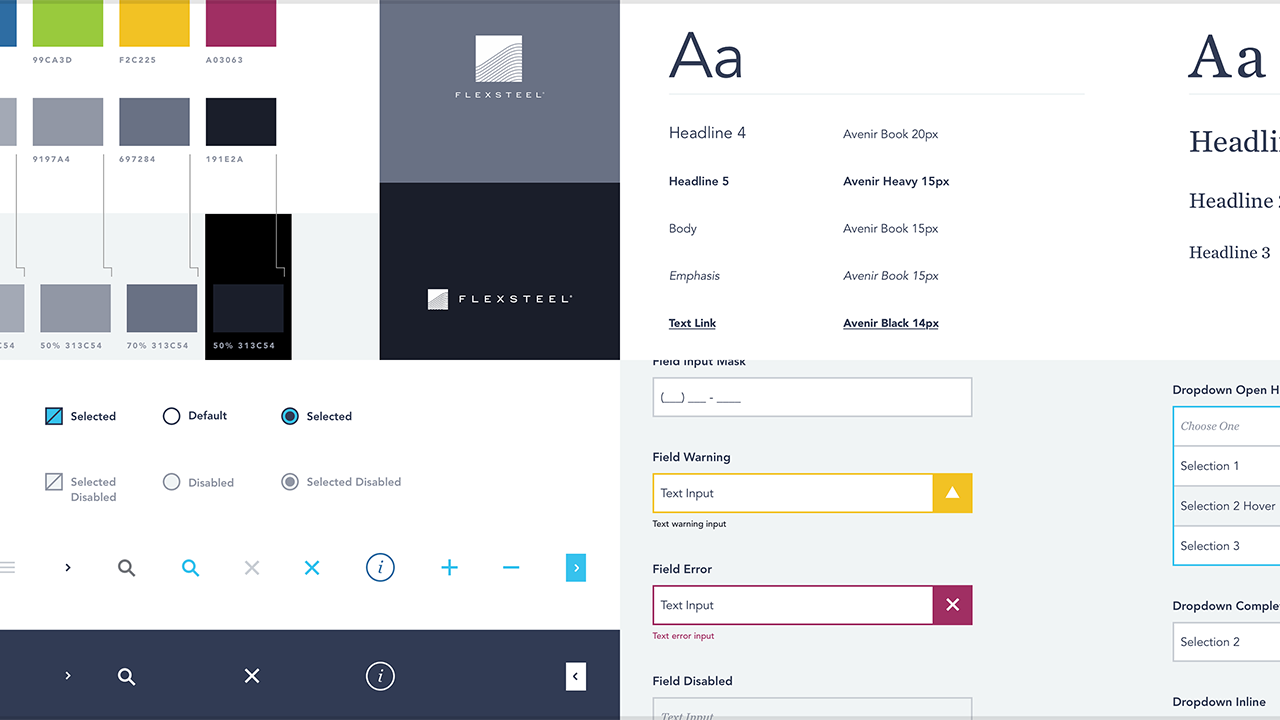 99CA3D
F2C225
A03063
9197A4
697284
191E2A
C54
50% 313C54
70% 313C54
50% 313C54
FLEXSTEEL
FLEXSTEEL
Aa
Headline 4
Avenir Book 20px
Headline 5
Avenir Heavy 15px
Body
Avenir Book 15px
Emphasis
Avenir Book 15px
Text Link
Avenir Black 14px
Aa
Headli
Headline 2
Headline 3
Selected
Default
Selected
Selected
Disabled
Disabled
Selected Disabled
i
i
Field Input Mask
(__) __ - ___
Field Warning
Text Input
Text warning input
Field Error
Text Input
Text error input
Field Disabled
Text Input
Dropdown Open H
Choose One
Selection 1
Selection 2 Hover
Selection 3
Dropdown Comple
Selection 2
Dropdown Inline